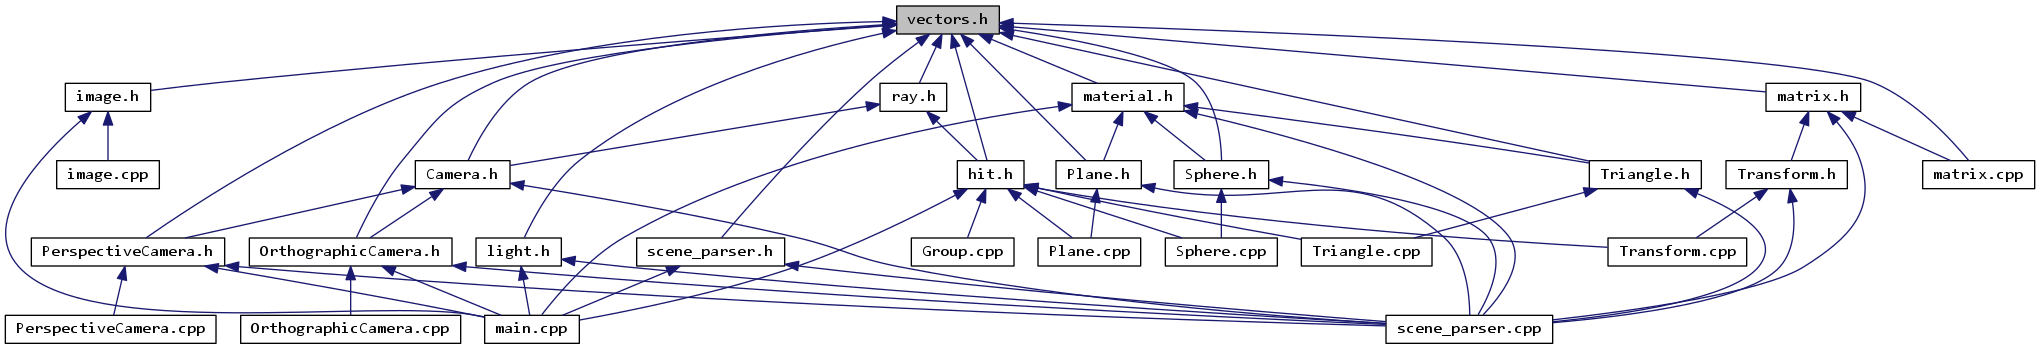 vectors.h
image.h
ray.h
material.h
matrix.h
image.cpp
Camera.h
hit.h
Plane.h
Sphere.h
Triangle.h
Transform.h
matrix.cpp
PerspectiveCamera.h
OrthographicCamera.h
light.h
scene_parser.h
Group.cpp
Plane.cpp
Sphere.cpp
Triangle.cpp
Transform.cpp
PerspectiveCamera.cpp
OrthographicCamera.cpp
main.cpp
scene_parser.cpp